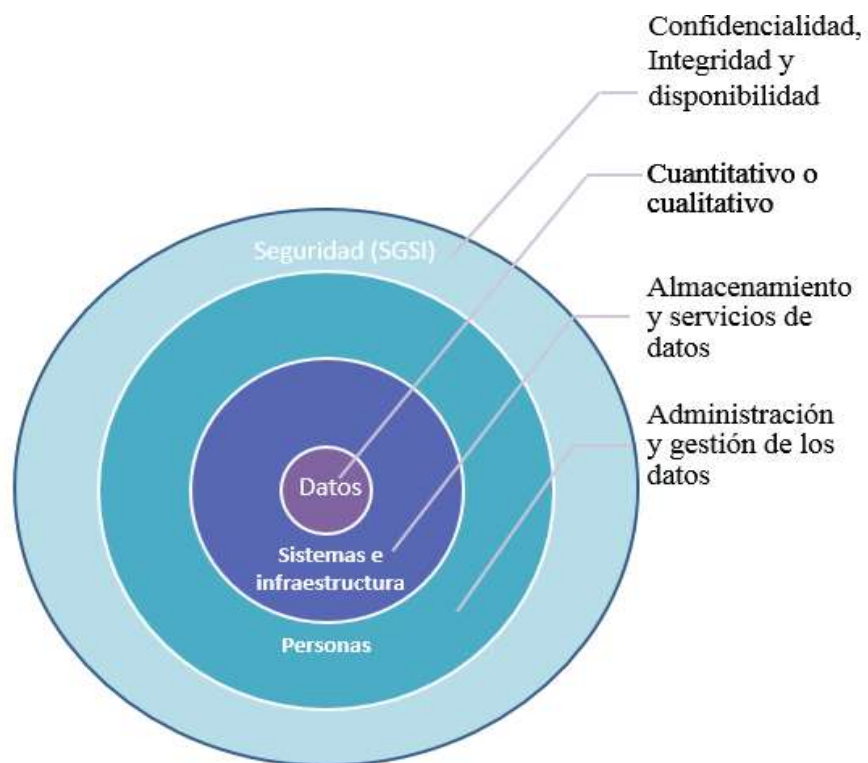 Confidencialidad,
Integridad y
disponibilidad
Cuantitativo o
cualitativo
Seguridad (SGSI)
Almacenamiento
y servicios de
datos
Administración
y gestión de los
datos
Datos
Sistemas e
infraestructura
Personas